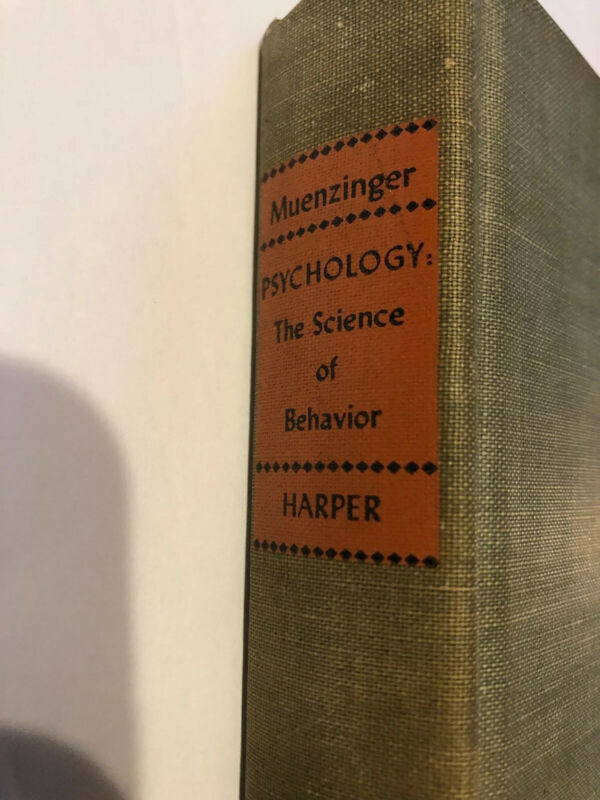 Muenzinger
PSYCHOLOGY:
The Science
of
Behavior
HARPER